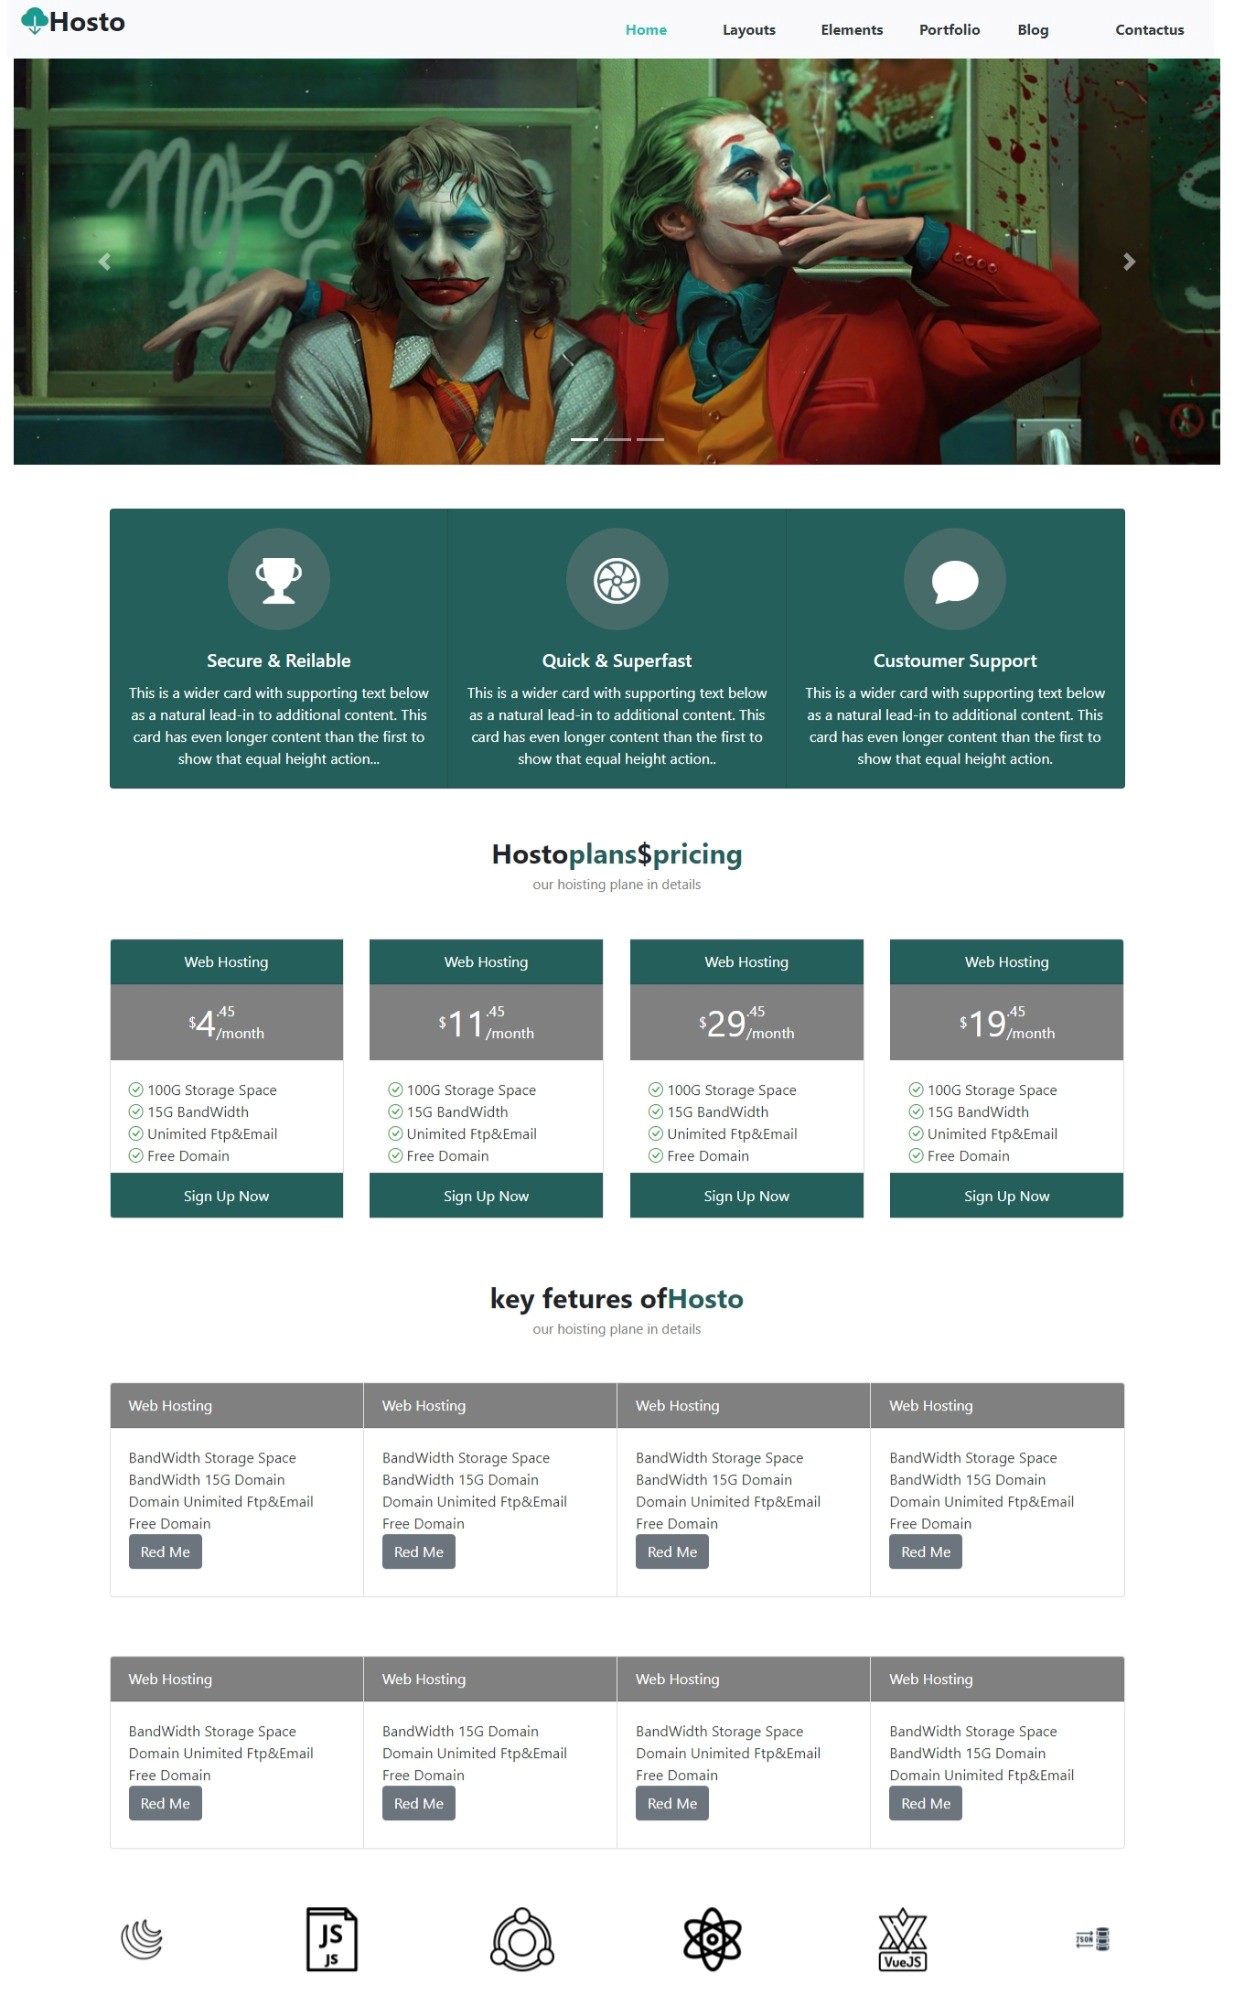 Hosto
Home Layouts Elements Portfolio Blog Contactus
Secure & Reilable
This is a wider card with supporting text below
as a natural lead-in to additional content. This
card has even longer content than the first to
show that equal height action...
Quick & Superfast
This is a wider card with supporting text below
as a natural lead-in to additional content. This
card has even longer content than the first to
show that equal height action..
Custoumer Support
This is a wider card with supporting text below
as a natural lead-in to additional content. This
card has even longer content than the first to
show that equal height action.
Hostoplans$pricing
our hoisting plane in details
Web Hosting
$4.45/month
100G Storage Space
15G BandWidth
Unimited Ftp&Email
Free Domain
Sign Up Now
Web Hosting
$11.45/month
100G Storage Space
15G BandWidth
Unimited Ftp&Email
Free Domain
Sign Up Now
Web Hosting
$29.45/month
100G Storage Space
15G BandWidth
Unimited Ftp&Email
Free Domain
Sign Up Now
Web Hosting
$19.45/month
100G Storage Space
15G BandWidth
Unimited Ftp&Email
Free Domain
Sign Up Now
key fetures ofHosto
our hoisting plane in details
Web Hosting
BandWidth Storage Space
BandWidth 15G Domain
Domain Unimited Ftp&Email
Free Domain
Red Me
Web Hosting
BandWidth Storage Space
BandWidth 15G Domain
Domain Unimited Ftp&Email
Free Domain
Red Me
Web Hosting
BandWidth Storage Space
BandWidth 15G Domain
Domain Unimited Ftp&Email
Free Domain
Red Me
Web Hosting
BandWidth Storage Space
BandWidth 15G Domain
Domain Unimited Ftp&Email
Free Domain
Red Me
Web Hosting
BandWidth Storage Space
Domain Unimited Ftp&Email
Free Domain
Red Me
Web Hosting
BandWidth 15G Domain
Domain Unimited Ftp&Email
Free Domain
Red Me
Web Hosting
BandWidth Storage Space
Domain Unimited Ftp&Email
Free Domain
Red Me
Web Hosting
BandWidth Storage Space
BandWidth 15G Domain
Domain Unimited Ftp&Email
Red Me
JS
JS
VueJS
JSON